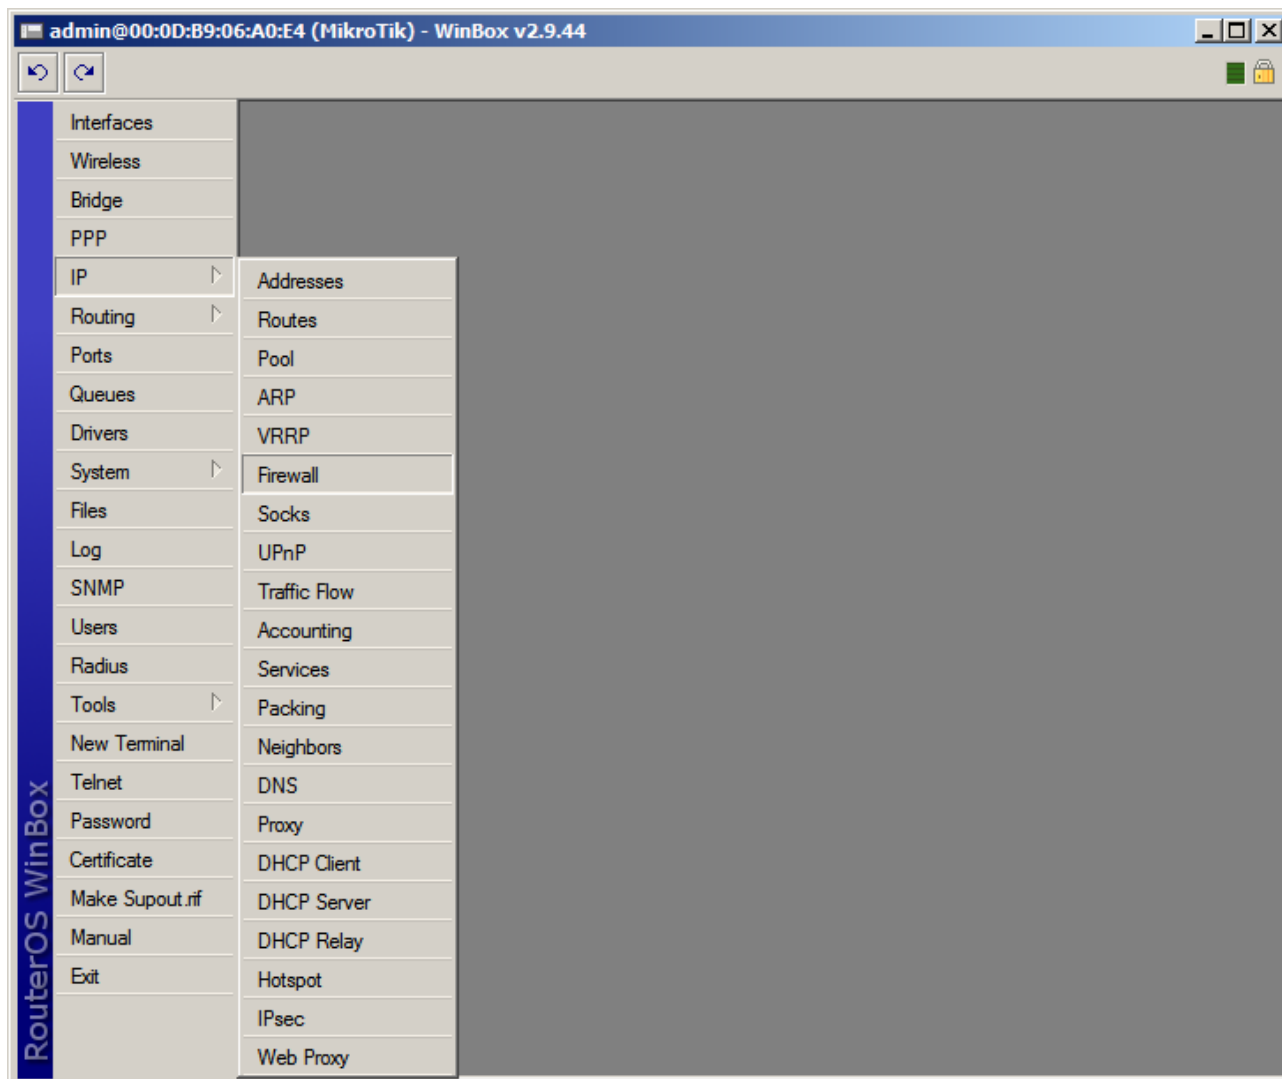 admin@00:0D:B9:06:A0:E4 (MikroTik) - WinBox v2.9.44
Interfaces
Wireless
Bridge
PPP
IP
Routing
Ports
Queues
Drivers
System
Files
Log
SNMP
Users
Radius
Tools
New Terminal
Telnet
Password
Certificate
Make Supout.rif
Manual
Exit
Addresses
Routes
Pool
ARP
VRRP
Firewall
Socks
UPnP
Traffic Flow
Accounting
Services
Packing
Neighbors
DNS
Proxy
DHCP Client
DHCP Server
DHCP Relay
Hotspot
IPsec
Web Proxy
RouterOS WinBox